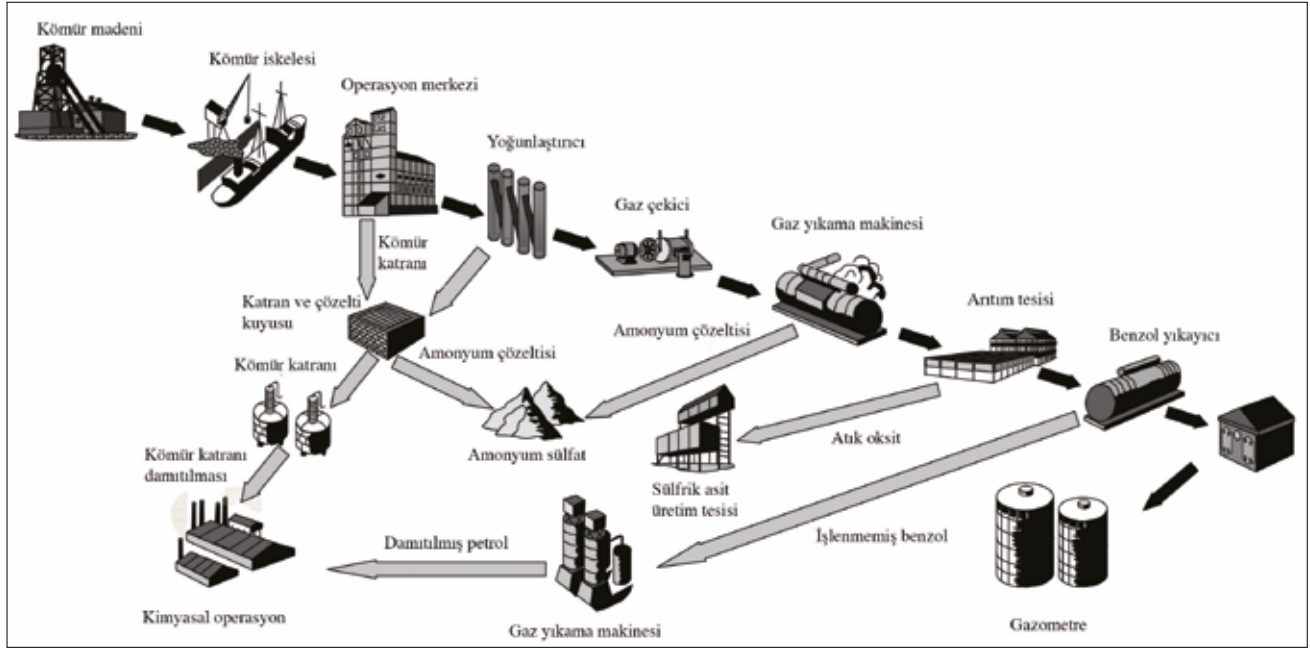 Kömür madeni
Kömür iskelesi
Operasyon merkezi
Yoğunlaştırıcı
Gaz çekici
Gaz yıkama makinesi
Arıtım tesisi
Benzol yıkayıcı
Kömür
katranı
Katran ve çözelti
kuyusu
Amonyum çözeltisi
Amonyum çözeltisi
Kömür katranı
Kömür katranı
damıtılması
Amonyum sülfat
Atık oksit
Sülfrik asit
üretim tesisi
İşlenmemiş benzol
Damıtılmış petrol
Kimyasal operasyon
Gaz yıkama makinesi
Gazometre